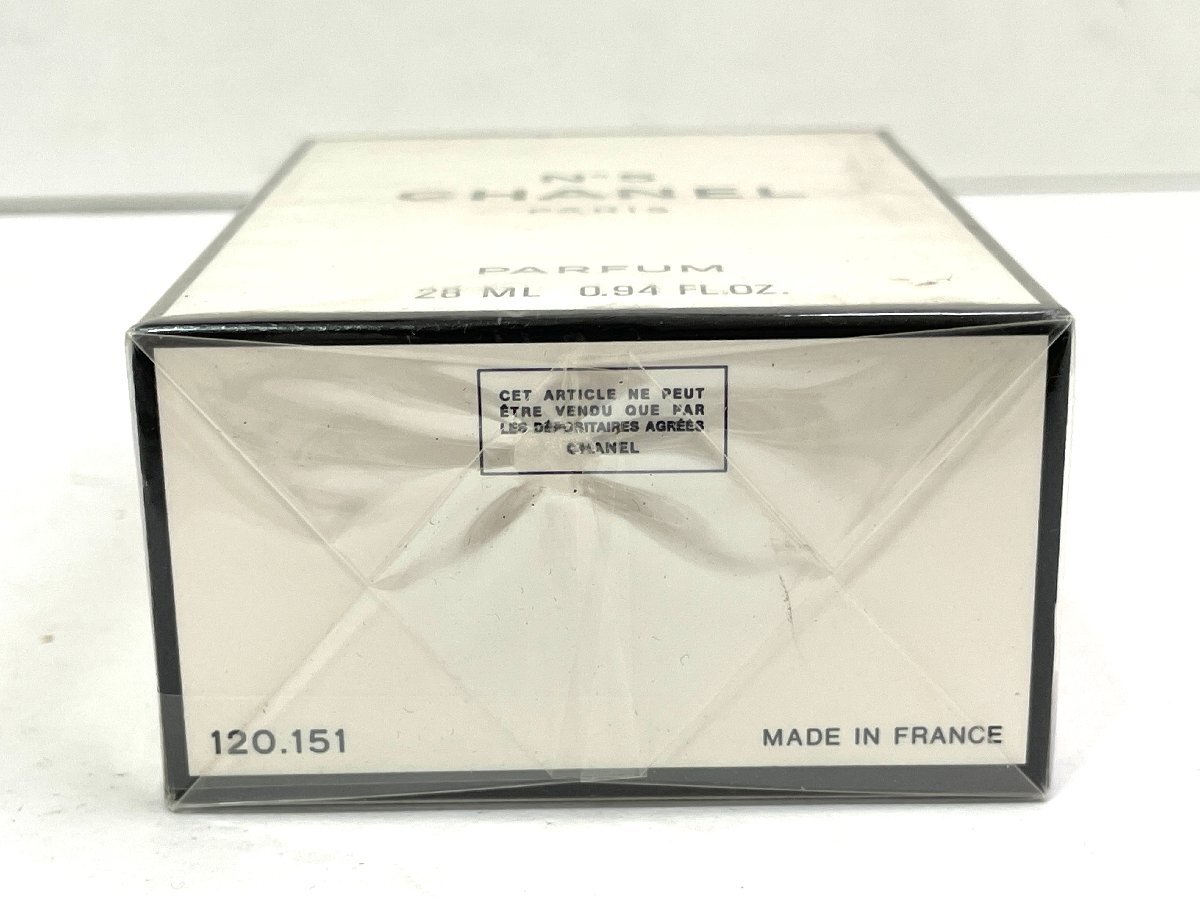 N°5
CHANEL
PARIS
PARFUM
28 ML 0.94 FL.OZ.
CET ARTICLE NE PEUT
ÊTRE VENDU QUE PAR
LES DÉPOSITAIRES AGRÉÉS
CHANEL
120.151
MADE IN FRANCE